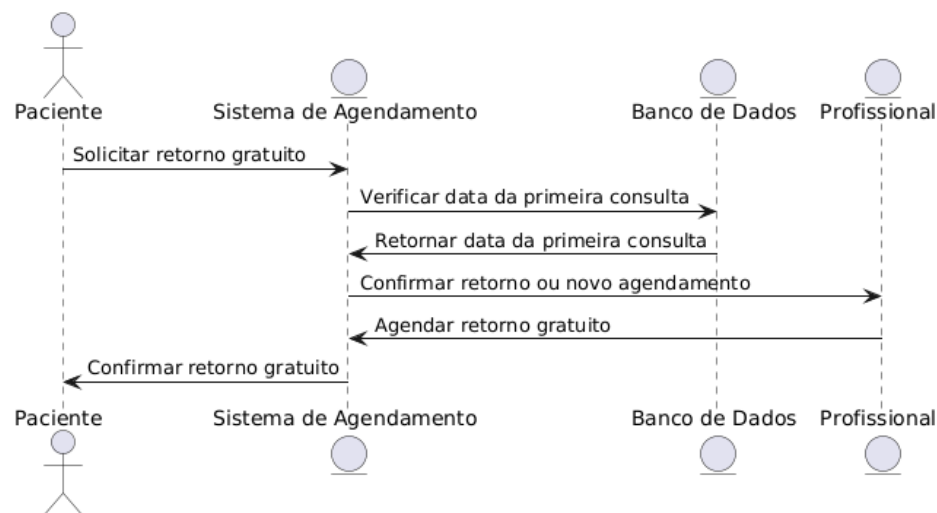 Paciente
Sistema de Agendamento
Banco de Dados
Profissional
Solicitar retorno gratuito
Verificar data da primeira consulta
Retornar data da primeira consulta
Confirmar retorno ou novo agendamento
Agendar retorno gratuito
Confirmar retorno gratuito
Paciente
Sistema de Agendamento
Banco de Dados
Profissional